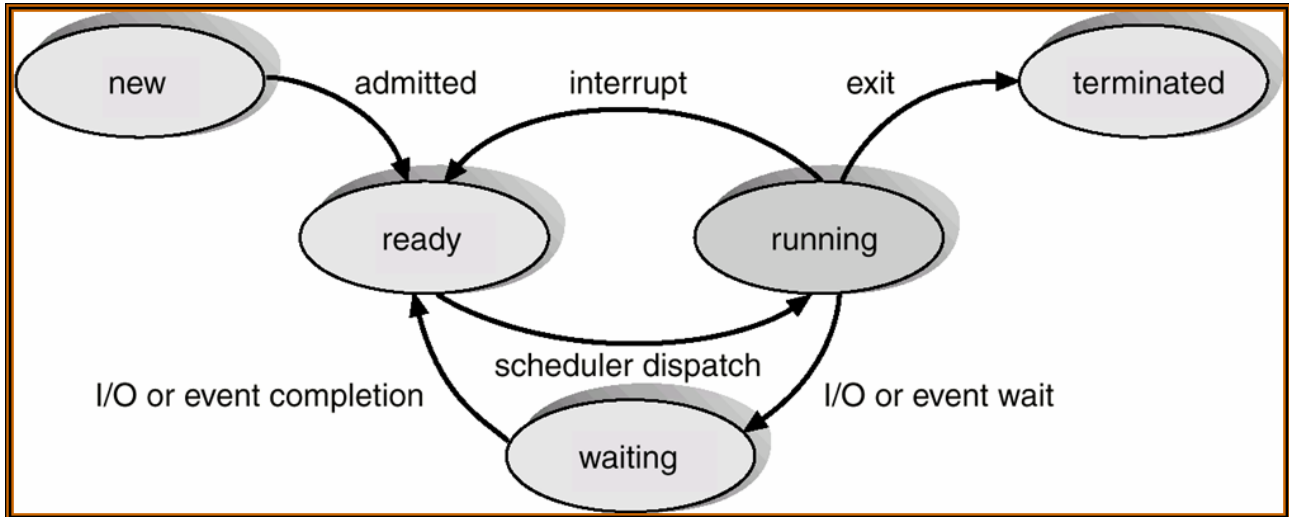 new
admitted
interrupt
exit
terminated
ready
running
scheduler dispatch
I/O or event completion
I/O or event wait
waiting